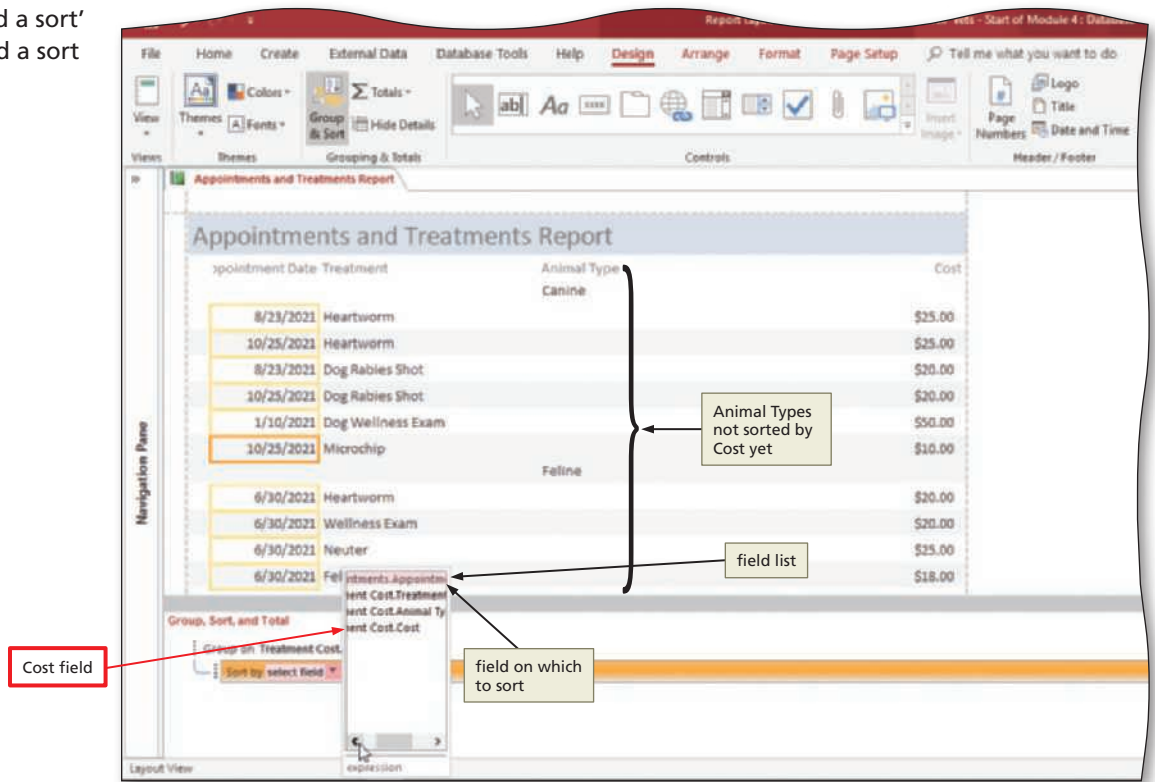 d a sort'
d a sort
Report
- Start of Module 4 : Databa
File Home Create External Data Database Tools Help Design Arrange Format Page Setup Tell me what you want to do
View
Themes
Aa
Colors
A Fonts
Group & Sort
Σ Totals
Hide Details
ab|
Aa
xxxx
Insert Image
#
Page Numbers
Logo
Title
Date and Time
Views Themes Grouping & Totals Controls Header / Footer
Appointments and Treatments Report
Appointments and Treatments Report
ppointment Date Treatment Animal Type Cost
Canine
8/23/2021 Heartworm $25.00
10/25/2021 Heartworm $25.00
8/23/2021 Dog Rabies Shot $20.00
10/25/2021 Dog Rabies Shot $20.00
1/10/2021 Dog Wellness Exam $50.00
10/25/2021 Microchip $10.00
Feline
6/30/2021 Heartworm $20.00
6/30/2021 Wellness Exam $20.00
6/30/2021 Neuter $25.00
6/30/2021 Fel $18.00
Navigation Pane
Animal Types
not sorted by
Cost yet
field list
ntments.Appointm
ent Cost.Treatment
ent Cost.Animal Ty
ent Cost.Cost
Group, Sort, and Total
Group on Treatment Cost.
Sort by select field
Cost field
field on which
to sort
expression
Layout View